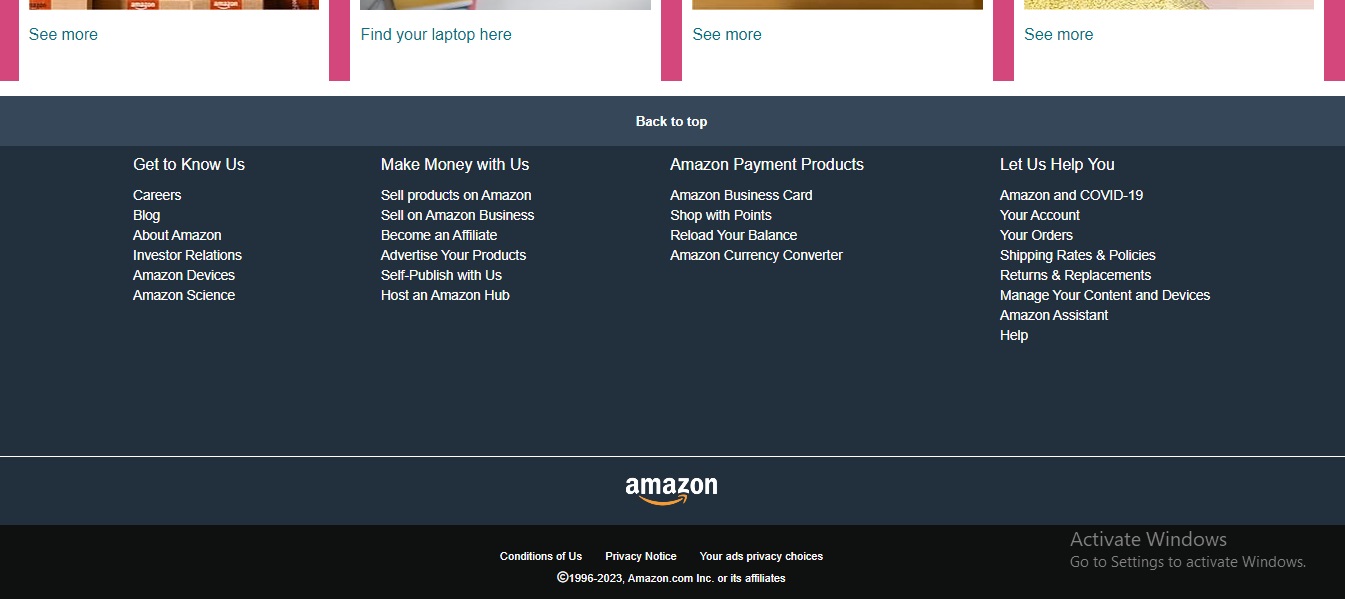 amazon
amazon
See more
Find your laptop here
See more
See more
Back to top
Get to Know Us
Careers
Blog
About Amazon
Investor Relations
Amazon Devices
Amazon Science
Make Money with Us
Sell products on Amazon
Sell on Amazon Business
Become an Affiliate
Advertise Your Products
Self-Publish with Us
Host an Amazon Hub
Amazon Payment Products
Amazon Business Card
Shop with Points
Reload Your Balance
Amazon Currency Converter
Let Us Help You
Amazon and COVID-19
Your Account
Your Orders
Shipping Rates & Policies
Returns & Replacements
Manage Your Content and Devices
Amazon Assistant
Help
amazon
Conditions of Us Privacy Notice Your ads privacy choices
©1996-2023, Amazon.com Inc. or its affiliates
Activate Windows
Go to Settings to activate Windows.